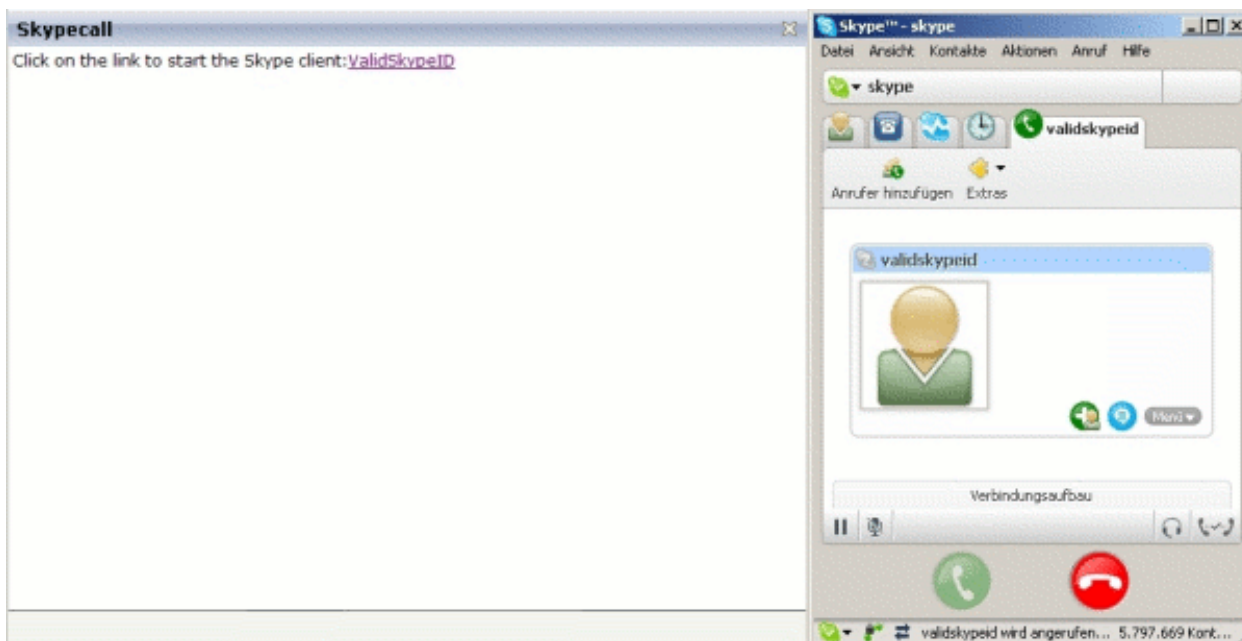 Skypecall
Click on the link to start the Skype client:ValidSkypeID
Skype™ - skype
Datei Ansicht Kontakte Aktionen Anruf Hilfe
skype
validskypeid
Anrufer hinzufügen Extras
validskypeid
Menü
Verbindungsaufbau
validskypeid wird angerufen... 5.797.669 Kont...